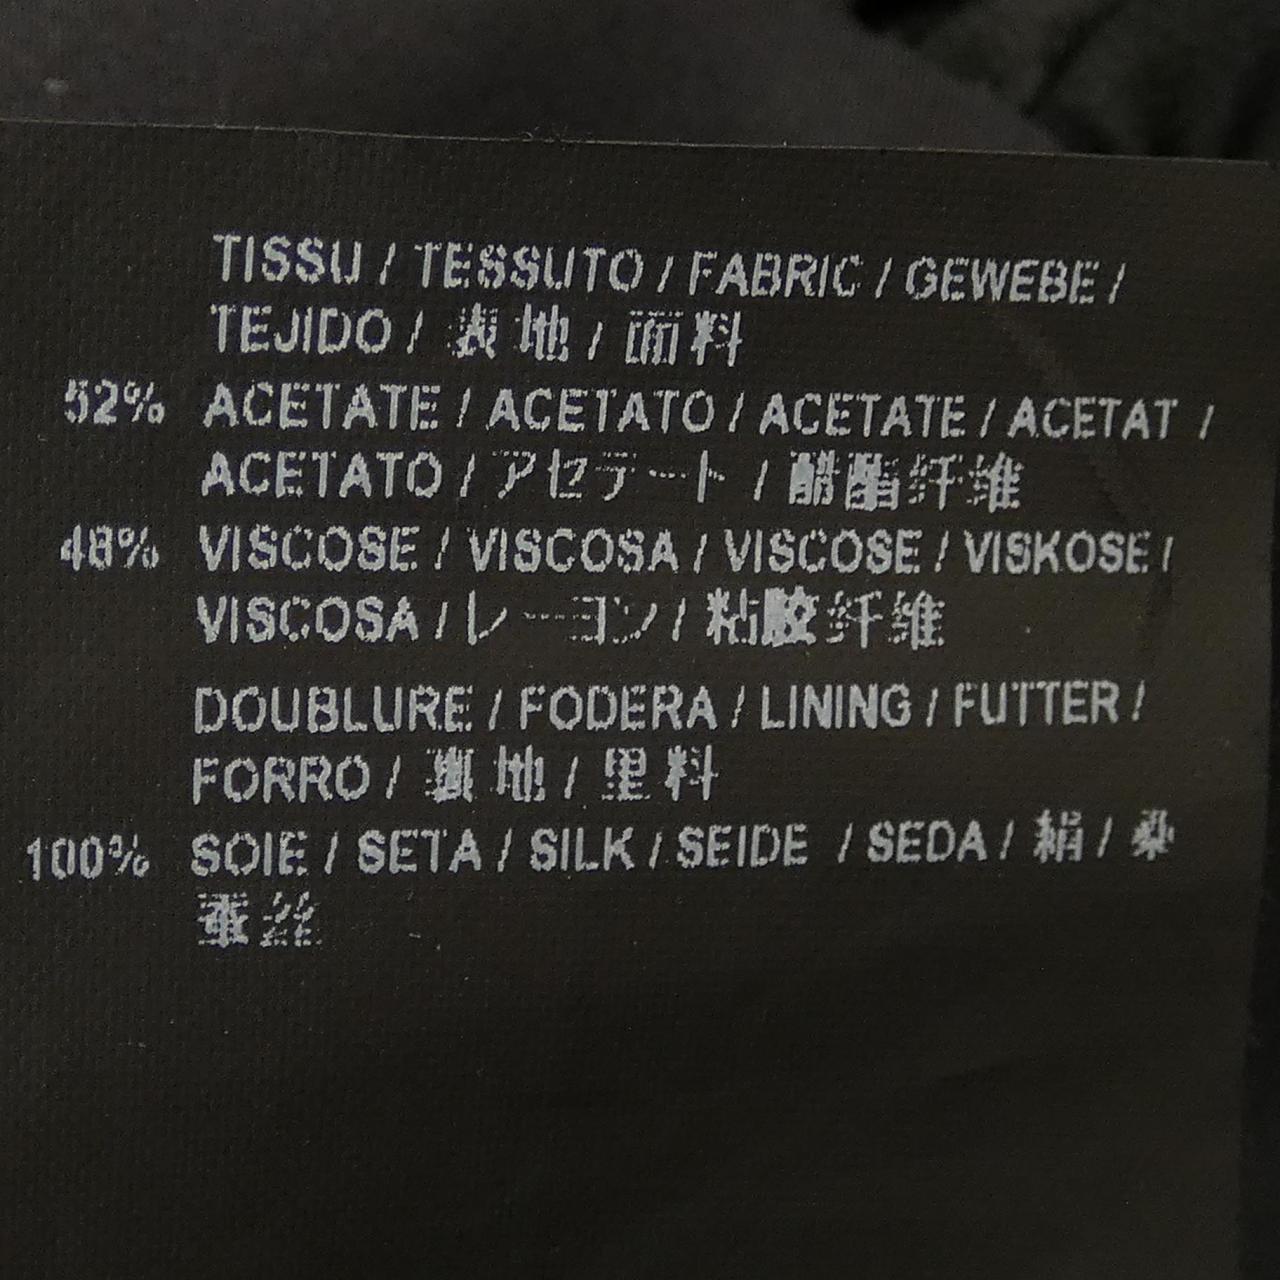 TISSU / TESSUTO / FABRIC / GEWEBE /
TEJIDO / 表地 / 面料
52% ACETATE / ACETATO / ACETATE / ACETAT /
ACETATO / アセテート / 醋酯纤维
48% VISCOSE / VISCOSA / VISCOSE / VISKOSE /
VISCOSA / レーヨン / 粘胶纤维
DOUBLURE / FODERA / LINING / FUTTER /
FORRO / 裏地 / 里料
100% SOIE / SETA / SILK / SEIDE / SEDA / 絹 / 桑
蚕丝